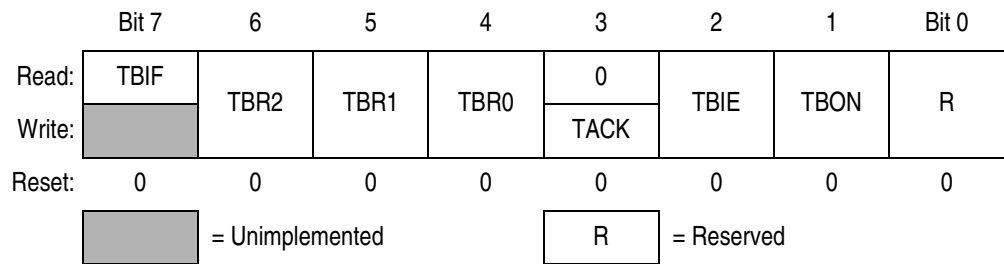 Bit 7 6 5 4 3 2 1 Bit 0
Read: TBIF TBR2 TBR1 TBR0 0 TBIE TBON R
Write: TACK
Reset: 0 0 0 0 0 0 0 0
= Unimplemented R = Reserved